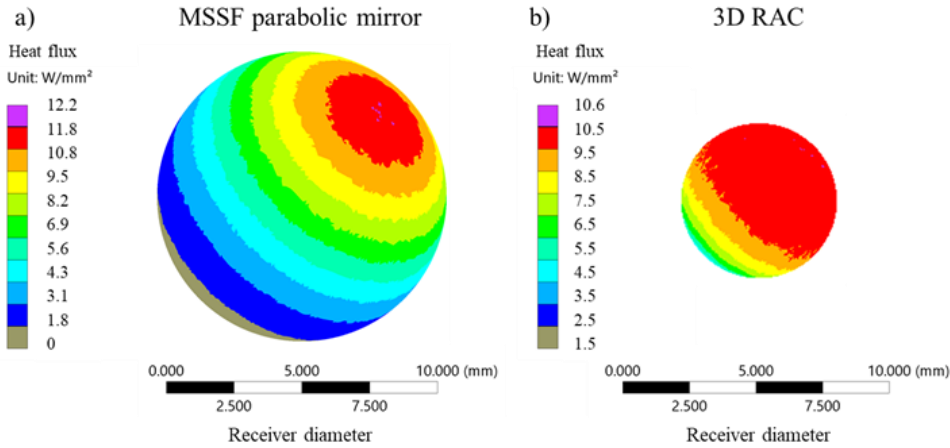 a)
MSSF parabolic mirror
Heat flux
Unit: W/mm²
12.2
11.8
10.8
9.5
8.2
6.9
5.6
4.3
3.1
1.8
0
0.000 5.000 10.000 (mm)
2.500 7.500
Receiver diameter
b)
3D RAC
Heat flux
Unit: W/mm²
10.6
10.5
8.5
7.5
6.5
5.5
4.5
3.5
2.5
1.5
0.000 5.000 10.000 (mm)
2.500 7.500
Receiver diameter